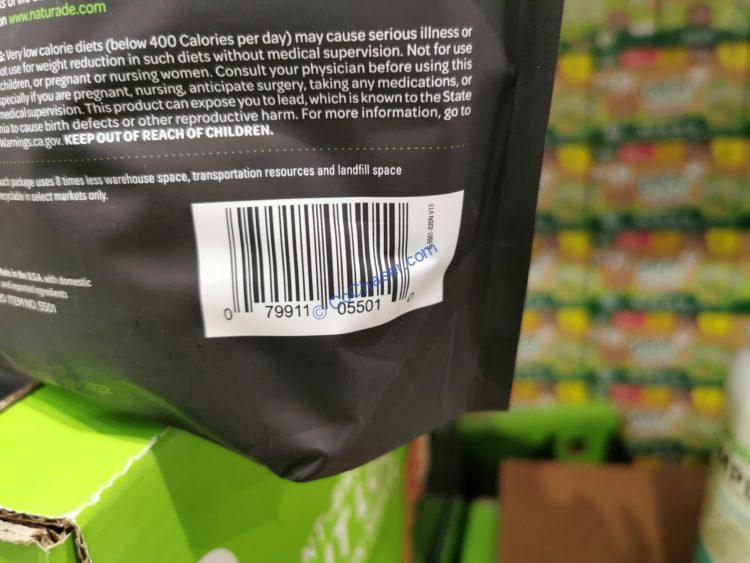 on www.naturade.com
Very low calorie diets (below 400 Calories per day) may cause serious illness or
ot use for weight reduction in such diets without medical supervision. Not for use
children, or pregnant or nursing women. Consult your physician before using this
specially if you are pregnant, nursing, anticipate surgery, taking any medications, or
medical supervision. This product can expose you to lead, which is known to the State
nia to cause birth defects or other reproductive harm. For more information, go to
Warnings.ca.gov. KEEP OUT OF REACH OF CHILDREN.
uch package uses 8 times less warehouse space, transportation resources and landfill space
ecyclable in select markets only.
Made in the U.S.A. with domestic
and imported ingredients
ITEM NO. 5501
0 79911 05501 0
CoChaser.com